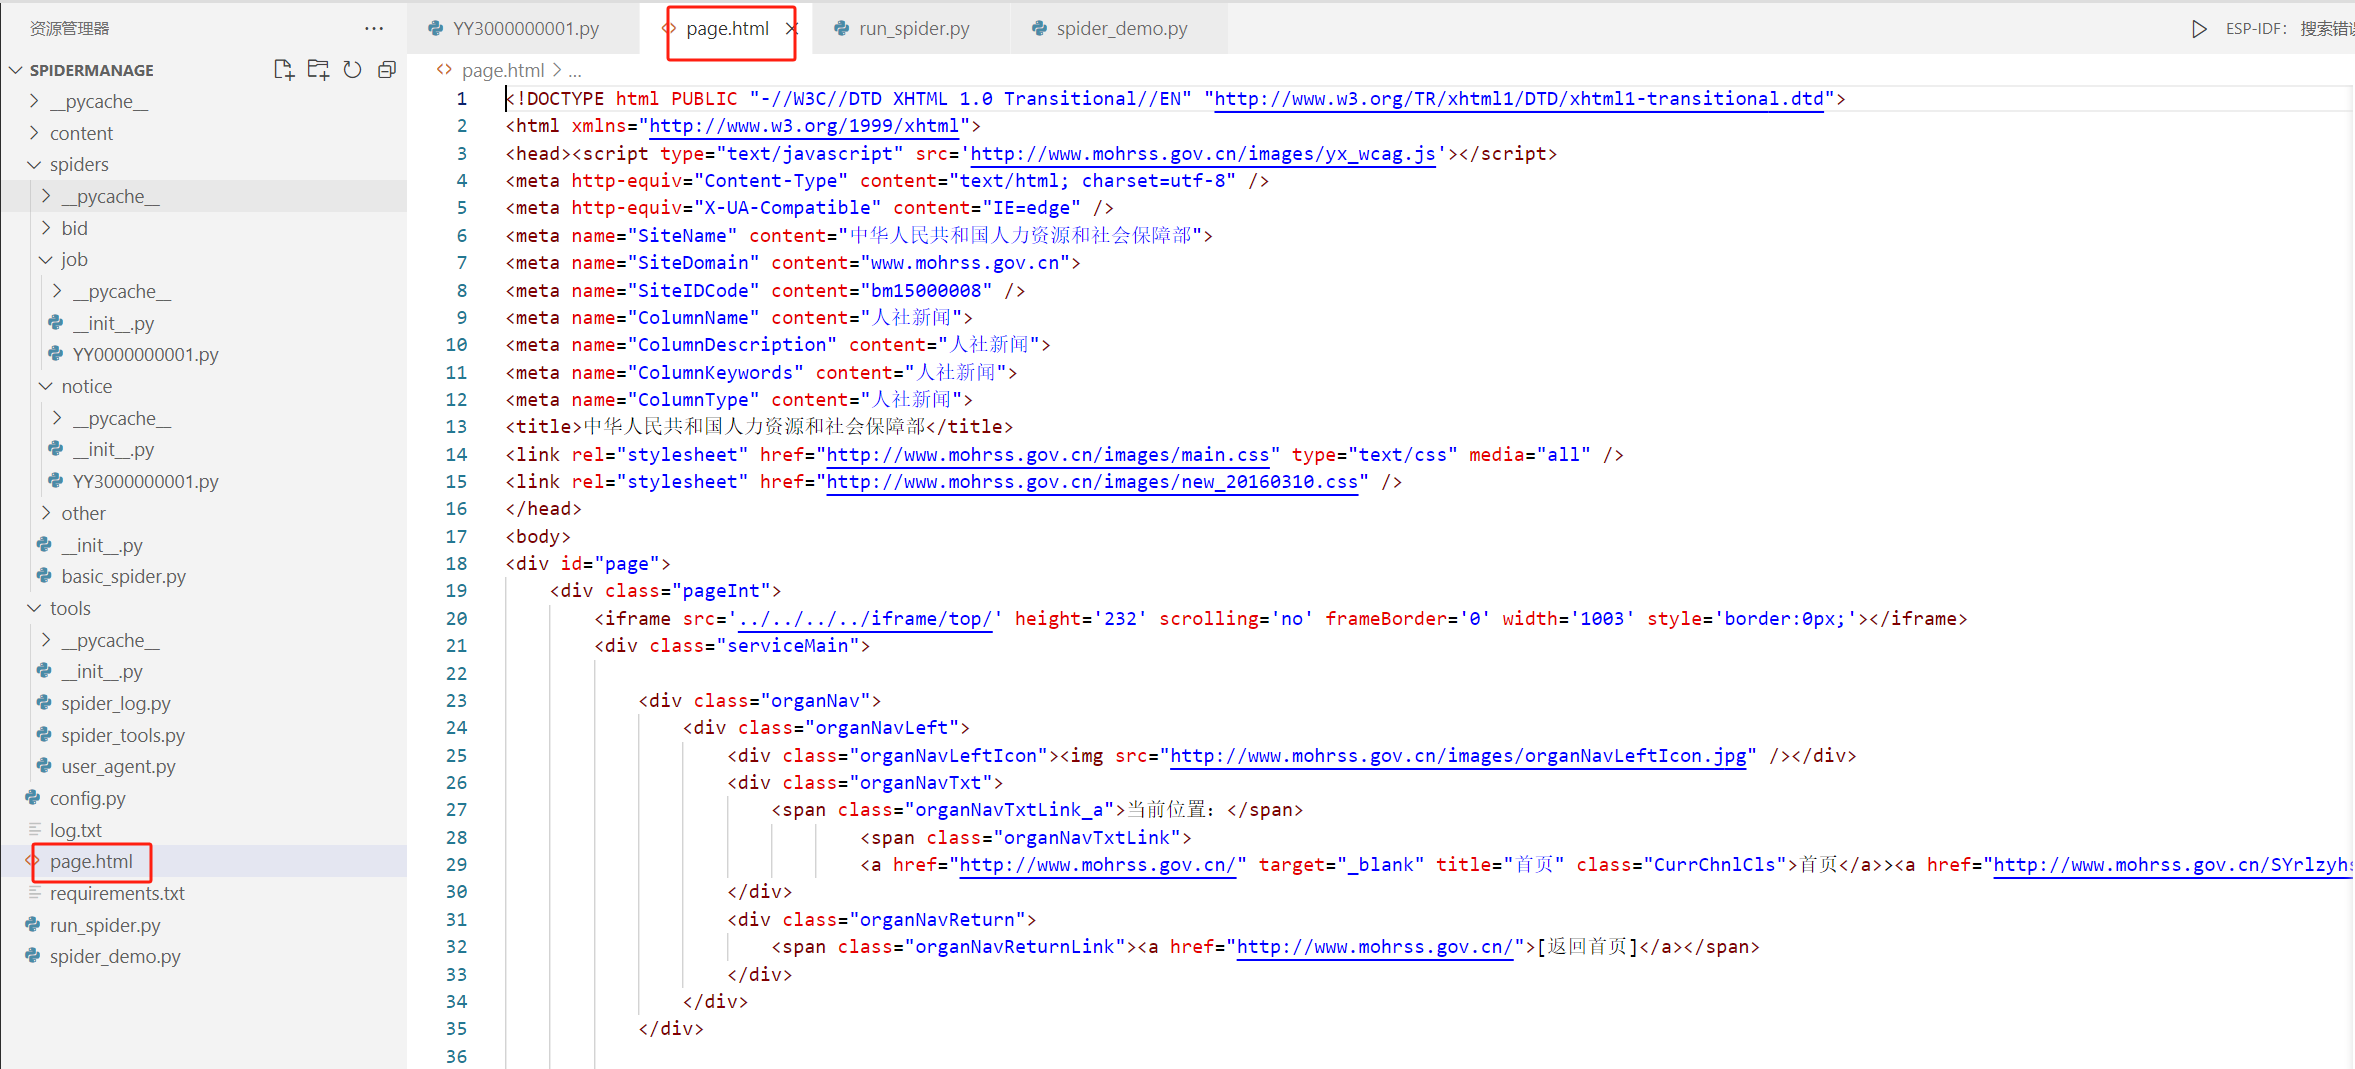 资源管理器
SPIDERMANAGE
__pycache__
content
spiders
__pycache__
bid
job
__pycache__
__init__.py
YY0000000001.py
notice
__pycache__
__init__.py
YY3000000001.py
other
__init__.py
basic_spider.py
tools
__pycache__
__init__.py
spider_log.py
spider_tools.py
user_agent.py
config.py
log.txt
page.html
requirements.txt
run_spider.py
spider_demo.py
YY3000000001.py page.html run_spider.py spider_demo.py ESP-IDF: 搜索错
page.html > ...
1 <!DOCTYPE html PUBLIC "-//W3C//DTD XHTML 1.0 Transitional//EN" "http://www.w3.org/TR/xhtml1/DTD/xhtml1-transitional.dtd">
2 <html xmlns="http://www.w3.org/1999/xhtml">
3 <head><script type="text/javascript" src='http://www.mohrss.gov.cn/images/yx_wcag.js'></script>
4 <meta http-equiv="Content-Type" content="text/html; charset=utf-8" />
5 <meta http-equiv="X-UA-Compatible" content="IE=edge" />
6 <meta name="SiteName" content="中华人民共和国人力资源和社会保障部">
7 <meta name="SiteDomain" content="www.mohrss.gov.cn">
8 <meta name="SiteIDCode" content="bm15000008" />
9 <meta name="ColumnName" content="人社新闻">
10 <meta name="ColumnDescription" content="人社新闻">
11 <meta name="ColumnKeywords" content="人社新闻">
12 <meta name="ColumnType" content="人社新闻">
13 <title>中华人民共和国人力资源和社会保障部</title>
14 <link rel="stylesheet" href="http://www.mohrss.gov.cn/images/main.css" type="text/css" media="all" />
15 <link rel="stylesheet" href="http://www.mohrss.gov.cn/images/new_20160310.css" />
16 </head>
17 <body>
18 <div id="page">
19 <div class="pageInt">
20 <iframe src='../../../../iframe/top/' height='232' scrolling='no' frameBorder='0' width='1003' style='border:0px;'></iframe>
21 <div class="serviceMain">
22
23 <div class="organNav">
24 <div class="organNavLeft">
25 <div class="organNavLeftIcon"><img src="http://www.mohrss.gov.cn/images/organNavLeftIcon.jpg" /></div>
26 <div class="organNavTxt">
27 <span class="organNavTxtLink_a">当前位置：</span>
28 <span class="organNavTxtLink">
29 <a href="http://www.mohrss.gov.cn/" target="_blank" title="首页" class="CurrChnlCls">首页</a>><a href="http://www.mohrss.gov.cn/SYrlzyhs
30 </div>
31 <div class="organNavReturn">
32 <span class="organNavReturnLink"><a href="http://www.mohrss.gov.cn/">[返回首页]</a></span>
33 </div>
34 </div>
35 </div>
36